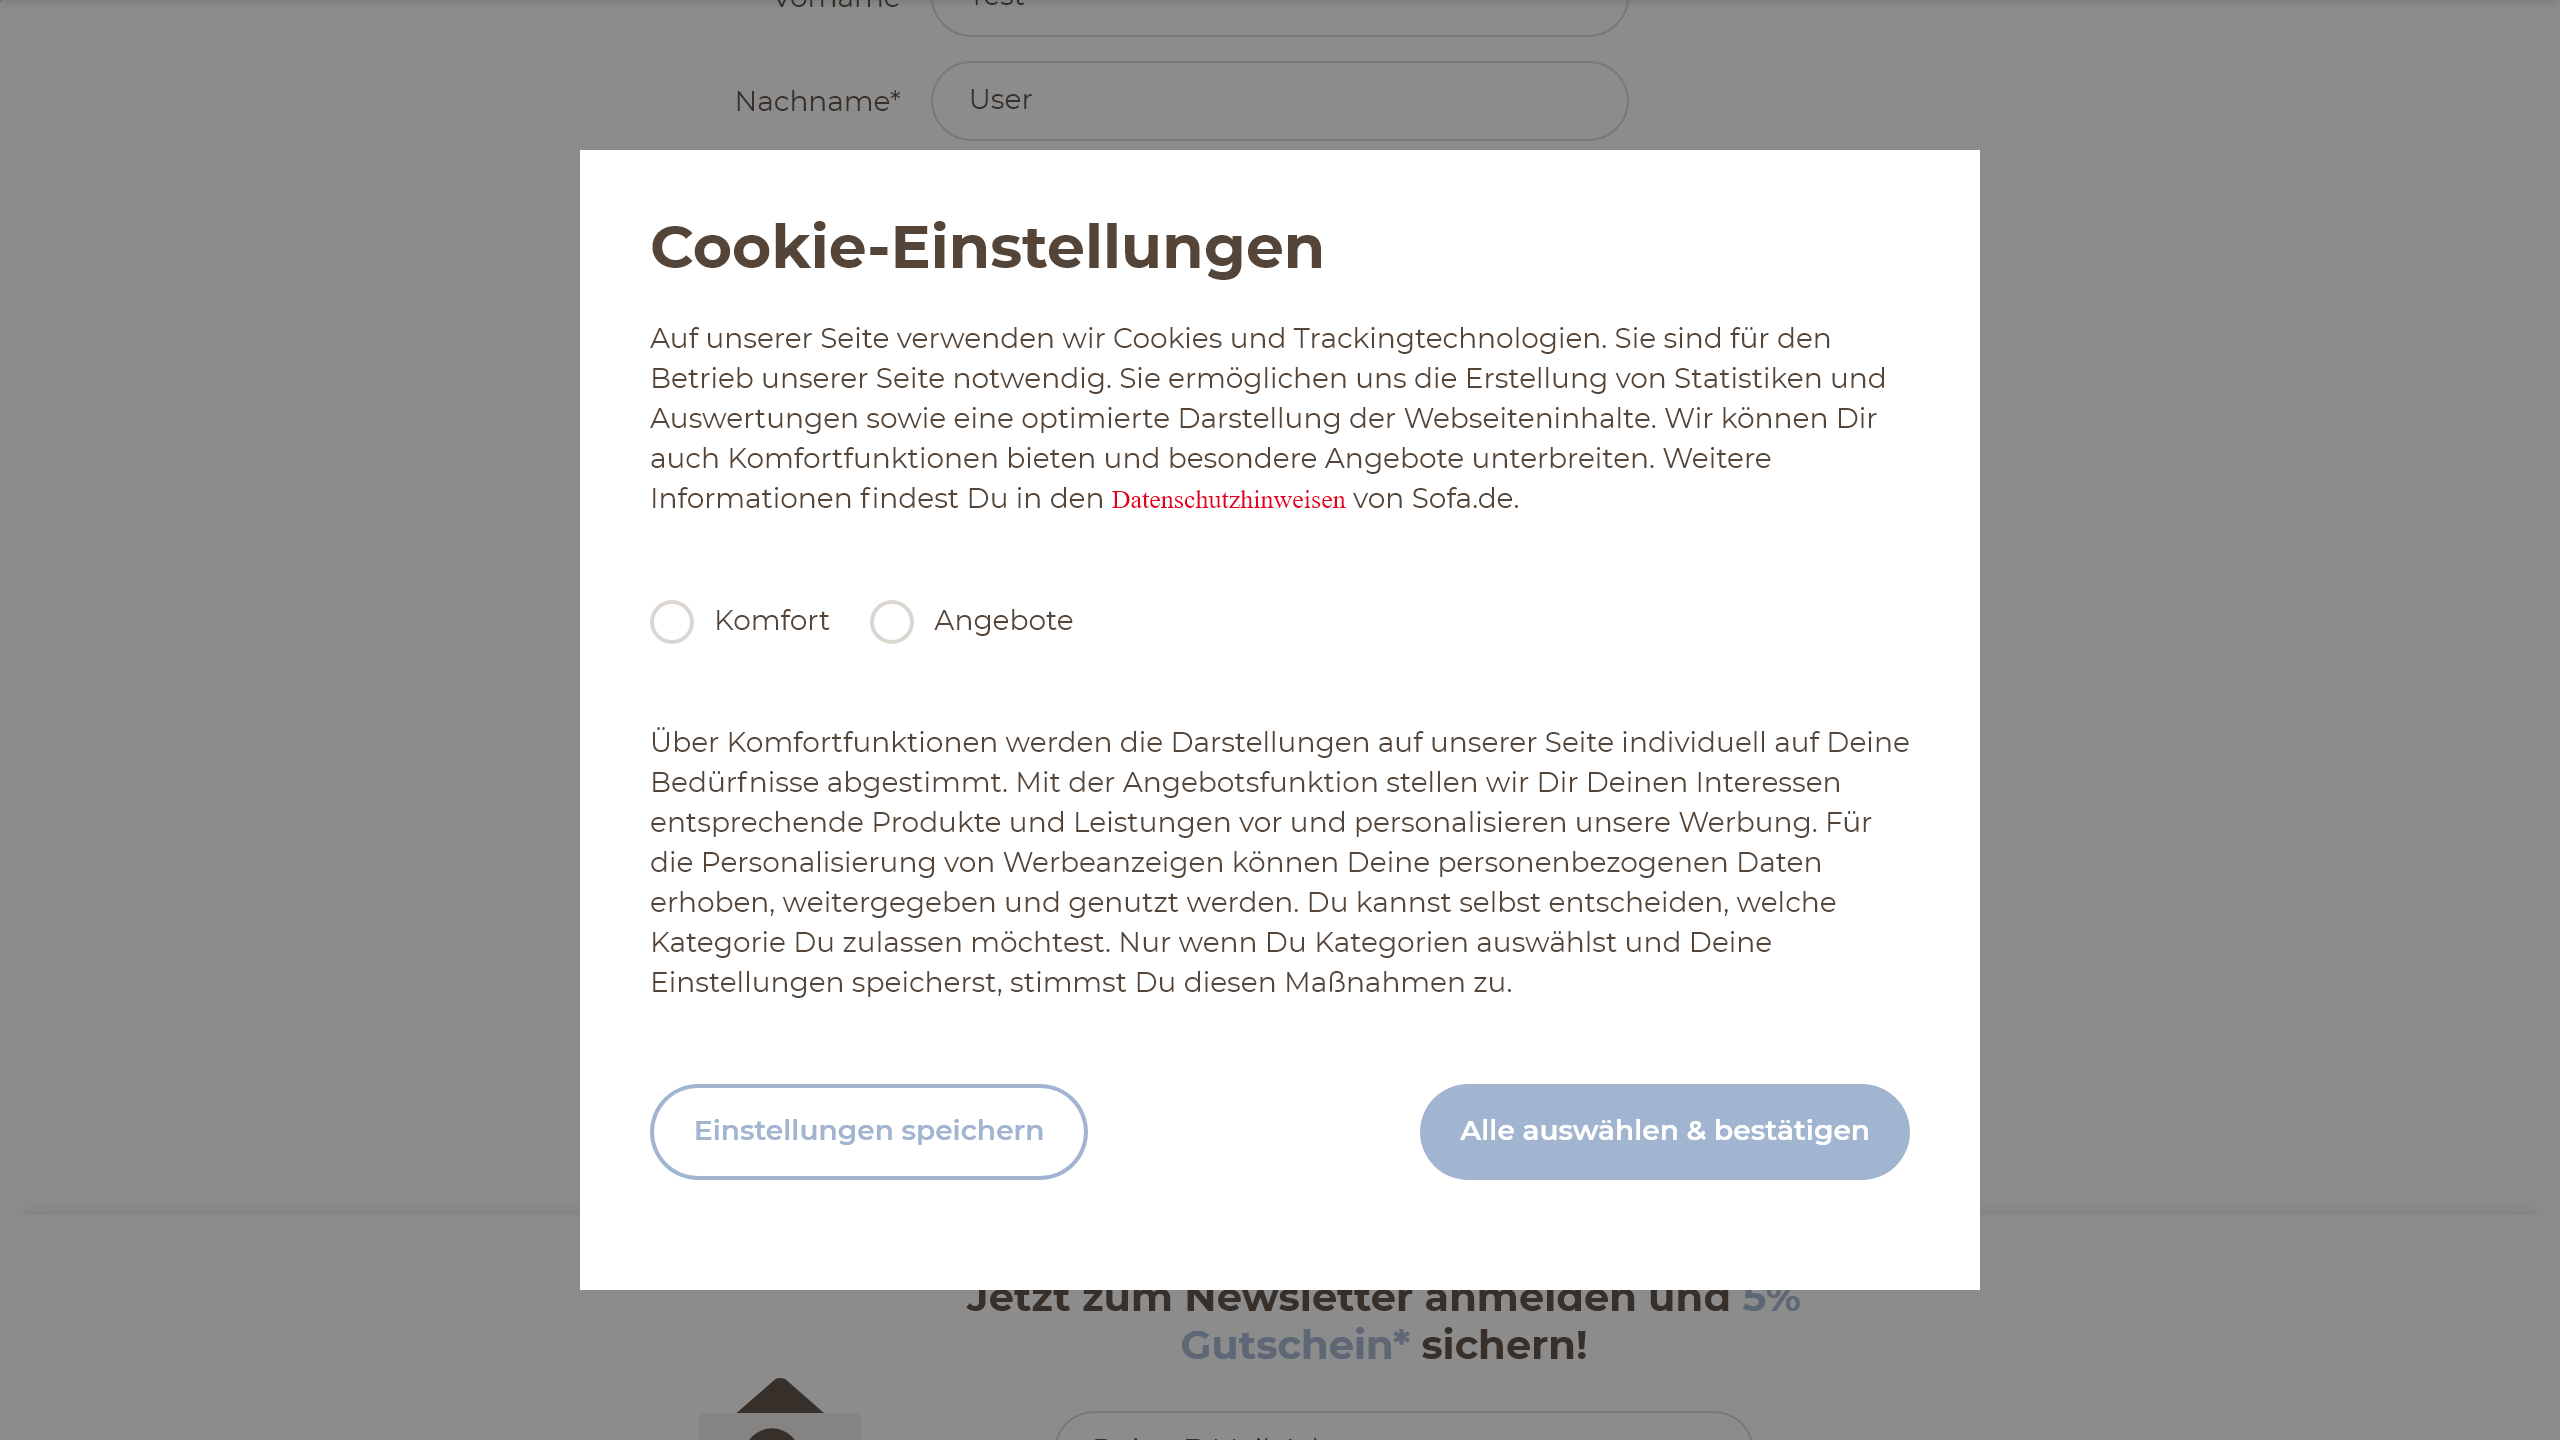 Vorname
Test
Nachname*
User
Cookie-Einstellungen
Auf unserer Seite verwenden wir Cookies und Trackingtechnologien. Sie sind für den
Betrieb unserer Seite notwendig. Sie ermöglichen uns die Erstellung von Statistiken und
Auswertungen sowie eine optimierte Darstellung der Webseiteninhalte. Wir können Dir
auch Komfortfunktionen bieten und besondere Angebote unterbreiten. Weitere
Informationen findest Du in den Datenschutzhinweisen von Sofa.de.
Komfort
Angebote
Über Komfortfunktionen werden die Darstellungen auf unserer Seite individuell auf Deine
Bedürfnisse abgestimmt. Mit der Angebotsfunktion stellen wir Dir Deinen Interessen
entsprechende Produkte und Leistungen vor und personalisieren unsere Werbung. Für
die Personalisierung von Werbeanzeigen können Deine personenbezogenen Daten
erhoben, weitergegeben und genutzt werden. Du kannst selbst entscheiden, welche
Kategorie Du zulassen möchtest. Nur wenn Du Kategorien auswählst und Deine
Einstellungen speicherst, stimmst Du diesen Maßnahmen zu.
Einstellungen speichern
Alle auswählen & bestätigen
Jetzt zum Newsletter anmelden und 5%
Gutschein* sichern!